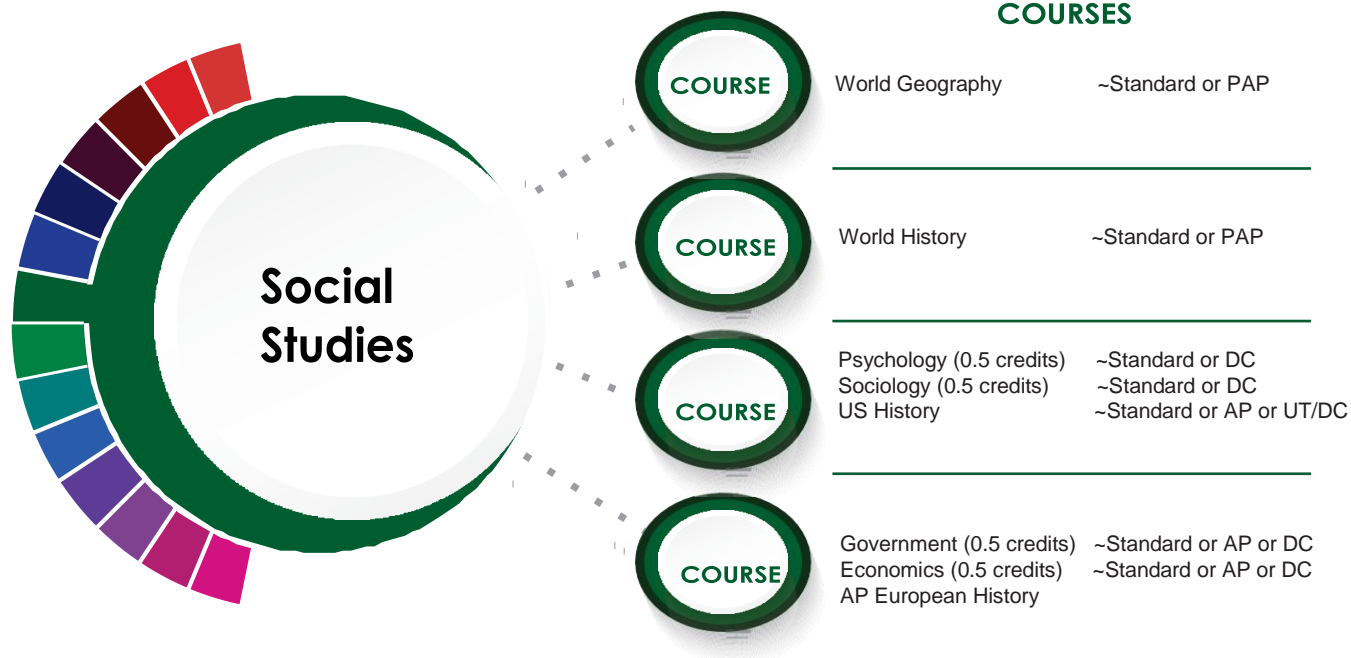 COURSES
Social
Studies
COURSE
World Geography ~Standard or PAP
COURSE
World History ~Standard or PAP
COURSE
Psychology (0.5 credits) ~Standard or DC
Sociology (0.5 credits) ~Standard or DC
US History ~Standard or AP or UT/DC
COURSE
Government (0.5 credits) ~Standard or AP or DC
Economics (0.5 credits) ~Standard or AP or DC
AP European History